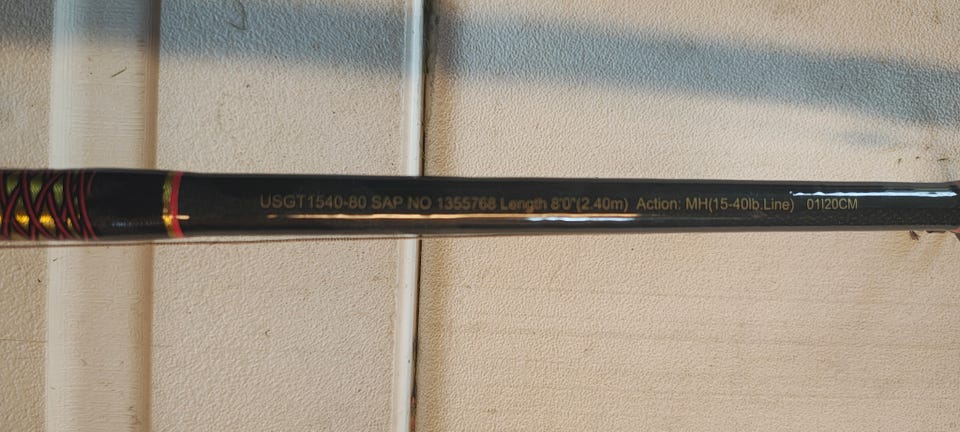 USGT1540-80 SAP NO 1355768 Length 8'0"(2.40m) Action: MH(15-40lb.Line) 01I20CM